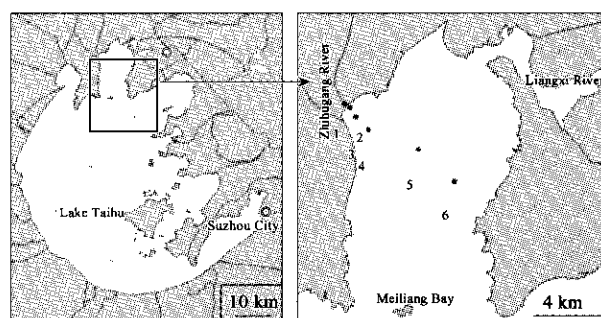 Lake Taihu
Suzhou City
10 km
Zhihugang River
Liangxi River
1
2
4
5
6
Meiliang Bay
4 km